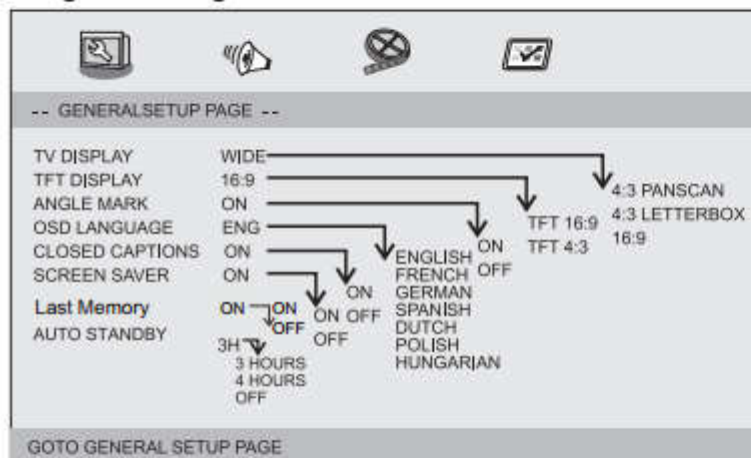 -- GENERALSETUP PAGE --
TV DISPLAY WIDE
TFT DISPLAY 16:9
ANGLE MARK ON
OSD LANGUAGE ENG
CLOSED CAPTIONS ON
SCREEN SAVER ON
Last Memory ON
AUTO STANDBY 3H
4:3 PANSCAN
4:3 LETTERBOX
16:9
TFT 16:9
TFT 4:3
ON
OFF
ENGLISH
FRENCH
GERMAN
SPANISH
DUTCH
POLISH
HUNGARIAN
ON
OFF
ON
OFF
ON
OFF
3 HOURS
4 HOURS
OFF
GOTO GENERAL SETUP PAGE